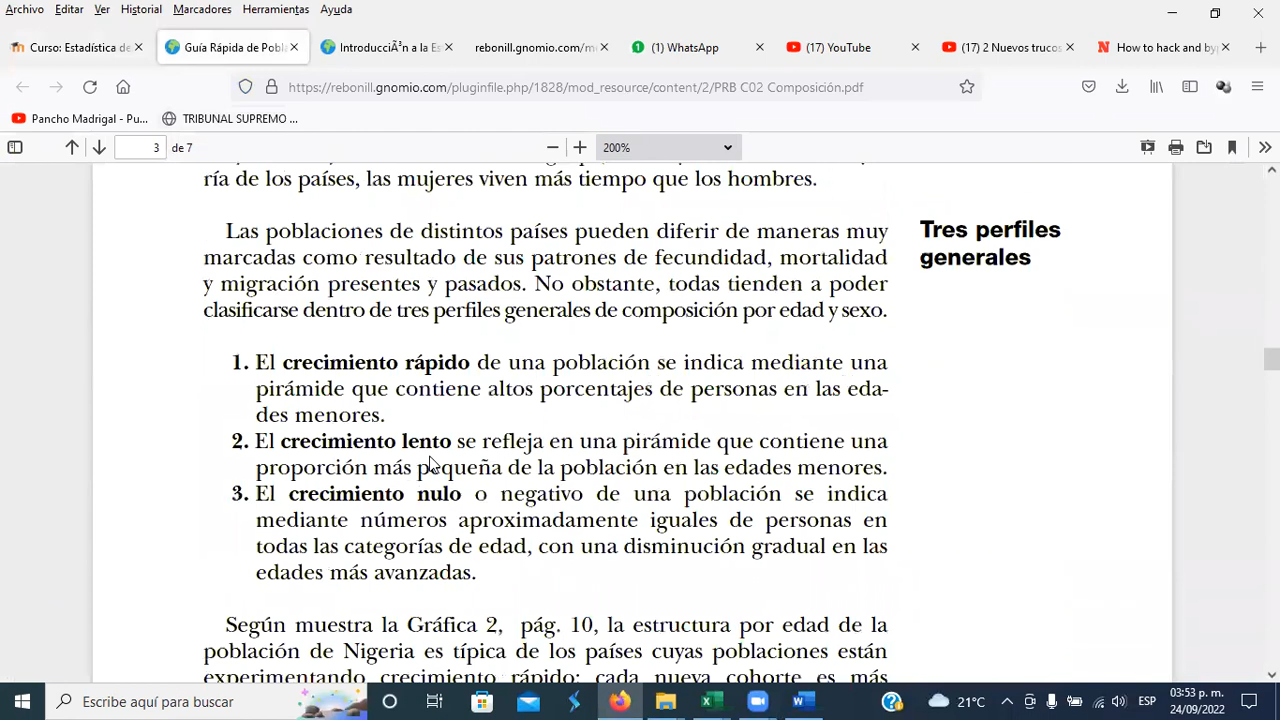 Archivo Editar Ver Historial Marcadores Herramientas Ayuda
Curso: Estadística de
Guía Rápida de Pobl
IntroducciÃ³n a la Es
rebonill.gnomio.com/m
(1) WhatsApp
(17) YouTube
(17) 2 Nuevos trucos
How to hack and by
https://rebonill.gnomio.com/pluginfile.php/1828/mod_resource/content/2/PRB C02 Composición.pdf
Pancho Madrigal - Pu...
TRIBUNAL SUPREMO ...
3 de 7
200%
ría de los países, las mujeres viven más tiempo que los hombres.
Las poblaciones de distintos países pueden diferir de maneras muy
marcadas como resultado de sus patrones de fecundidad, mortalidad
y migración presentes y pasados. No obstante, todas tienden a poder
clasificarse dentro de tres perfiles generales de composición por edad y sexo.
Tres perfiles
generales
1. El crecimiento rápido de una población se indica mediante una
pirámide que contiene altos porcentajes de personas en las eda-
des menores.
2. El crecimiento lento se refleja en una pirámide que contiene una
proporción más pequeña de la población en las edades menores.
3. El crecimiento nulo o negativo de una población se indica
mediante números aproximadamente iguales de personas en
todas las categorías de edad, con una disminución gradual en las
edades más avanzadas.
Según muestra la Gráfica 2, pág. 10, la estructura por edad de la
población de Nigeria es típica de los países cuyas poblaciones están
experimentando crecimiento rápido: cada nueva cohorte es más
Escribe aquí para buscar
21°C
ESP
03:53 p. m.
24/09/2022